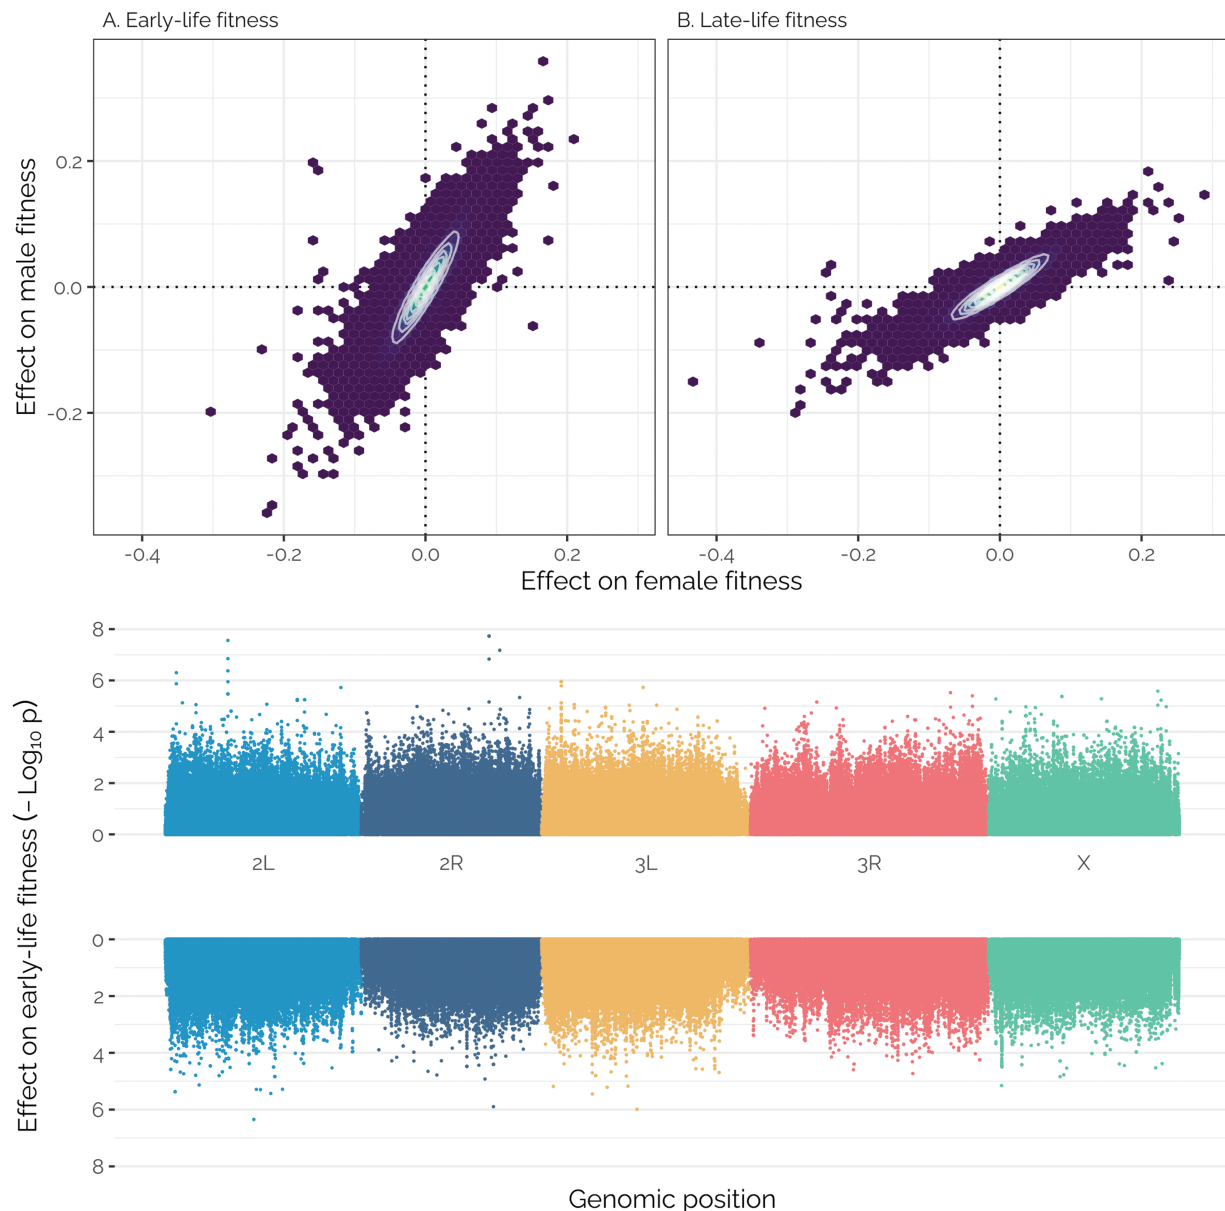 A. Early-life fitness
B. Late-life fitness
Effect on male fitness
0.2
0.0
-0.2
-0.4
-0.2
0.0
0.2
-0.4
-0.2
0.0
0.2
Effect on female fitness
Effect on early-life fitness (− Log₁₀ p)
8
6
4
2
0
2L
2R
3L
3R
X
0
2
4
6
8
Genomic position